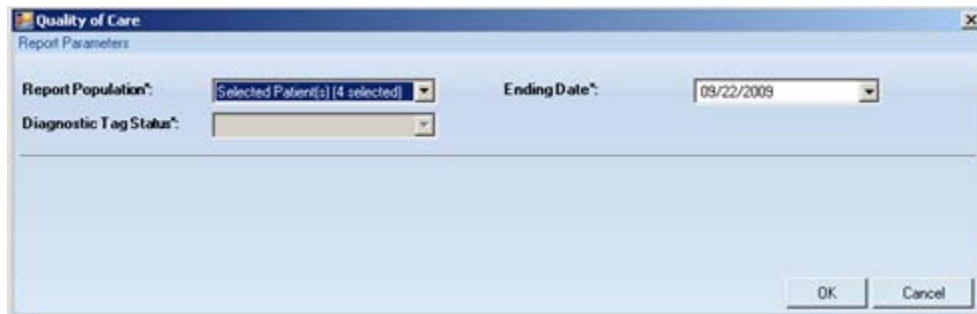 Quality of Care
Report Parameters
Report Population*: Selected Patient(s) (4 selected) Ending Date*: 09/22/2009
Diagnostic Tag Status*:
OK Cancel